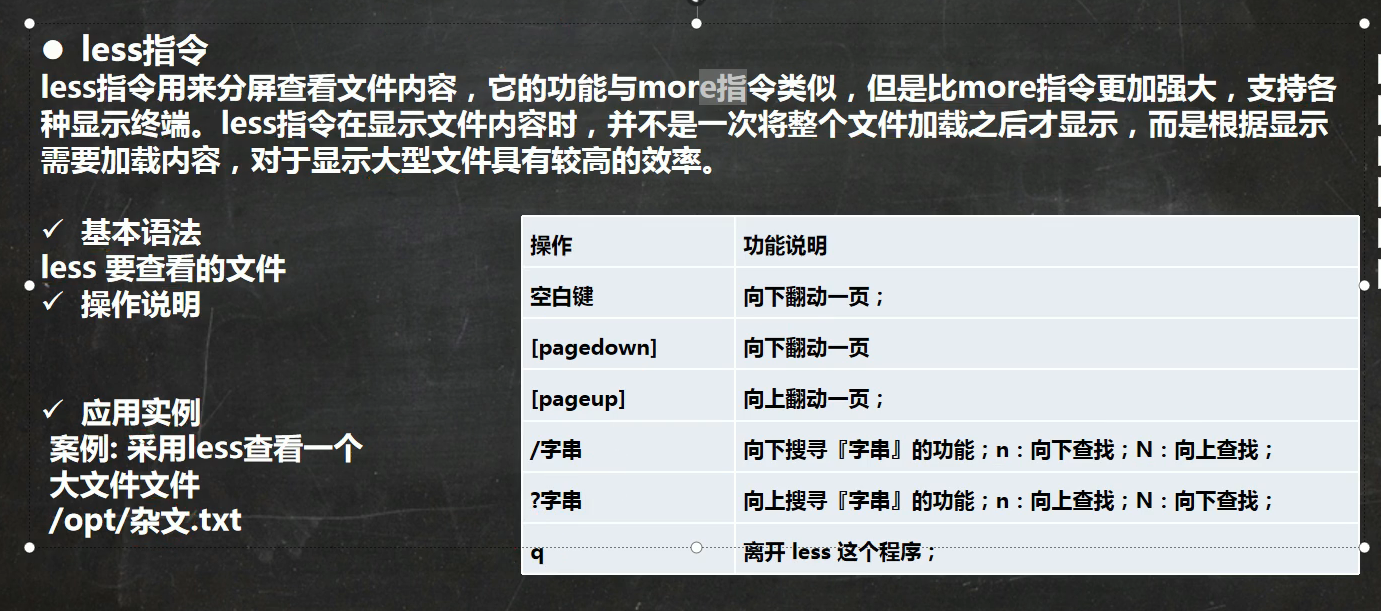 ● less指令
less指令用来分屏查看文件内容，它的功能与more指令类似，但是比more指令更加强大，支持各
种显示终端。less指令在显示文件内容时，并不是一次将整个文件加载之后才显示，而是根据显示
需要加载内容，对于显示大型文件具有较高的效率。
✓ 基本语法
less 要查看的文件
✓ 操作说明
✓ 应用实例
案例: 采用less查看一个
大文件文件
/opt/杂文.txt
操作 功能说明
空白键 向下翻动一页；
[pagedown] 向下翻动一页
[pageup] 向上翻动一页；
/字串 向下搜寻『字串』的功能；n：向下查找；N：向上查找；
?字串 向上搜寻『字串』的功能；n：向上查找；N：向下查找；
q 离开 less 这个程序；